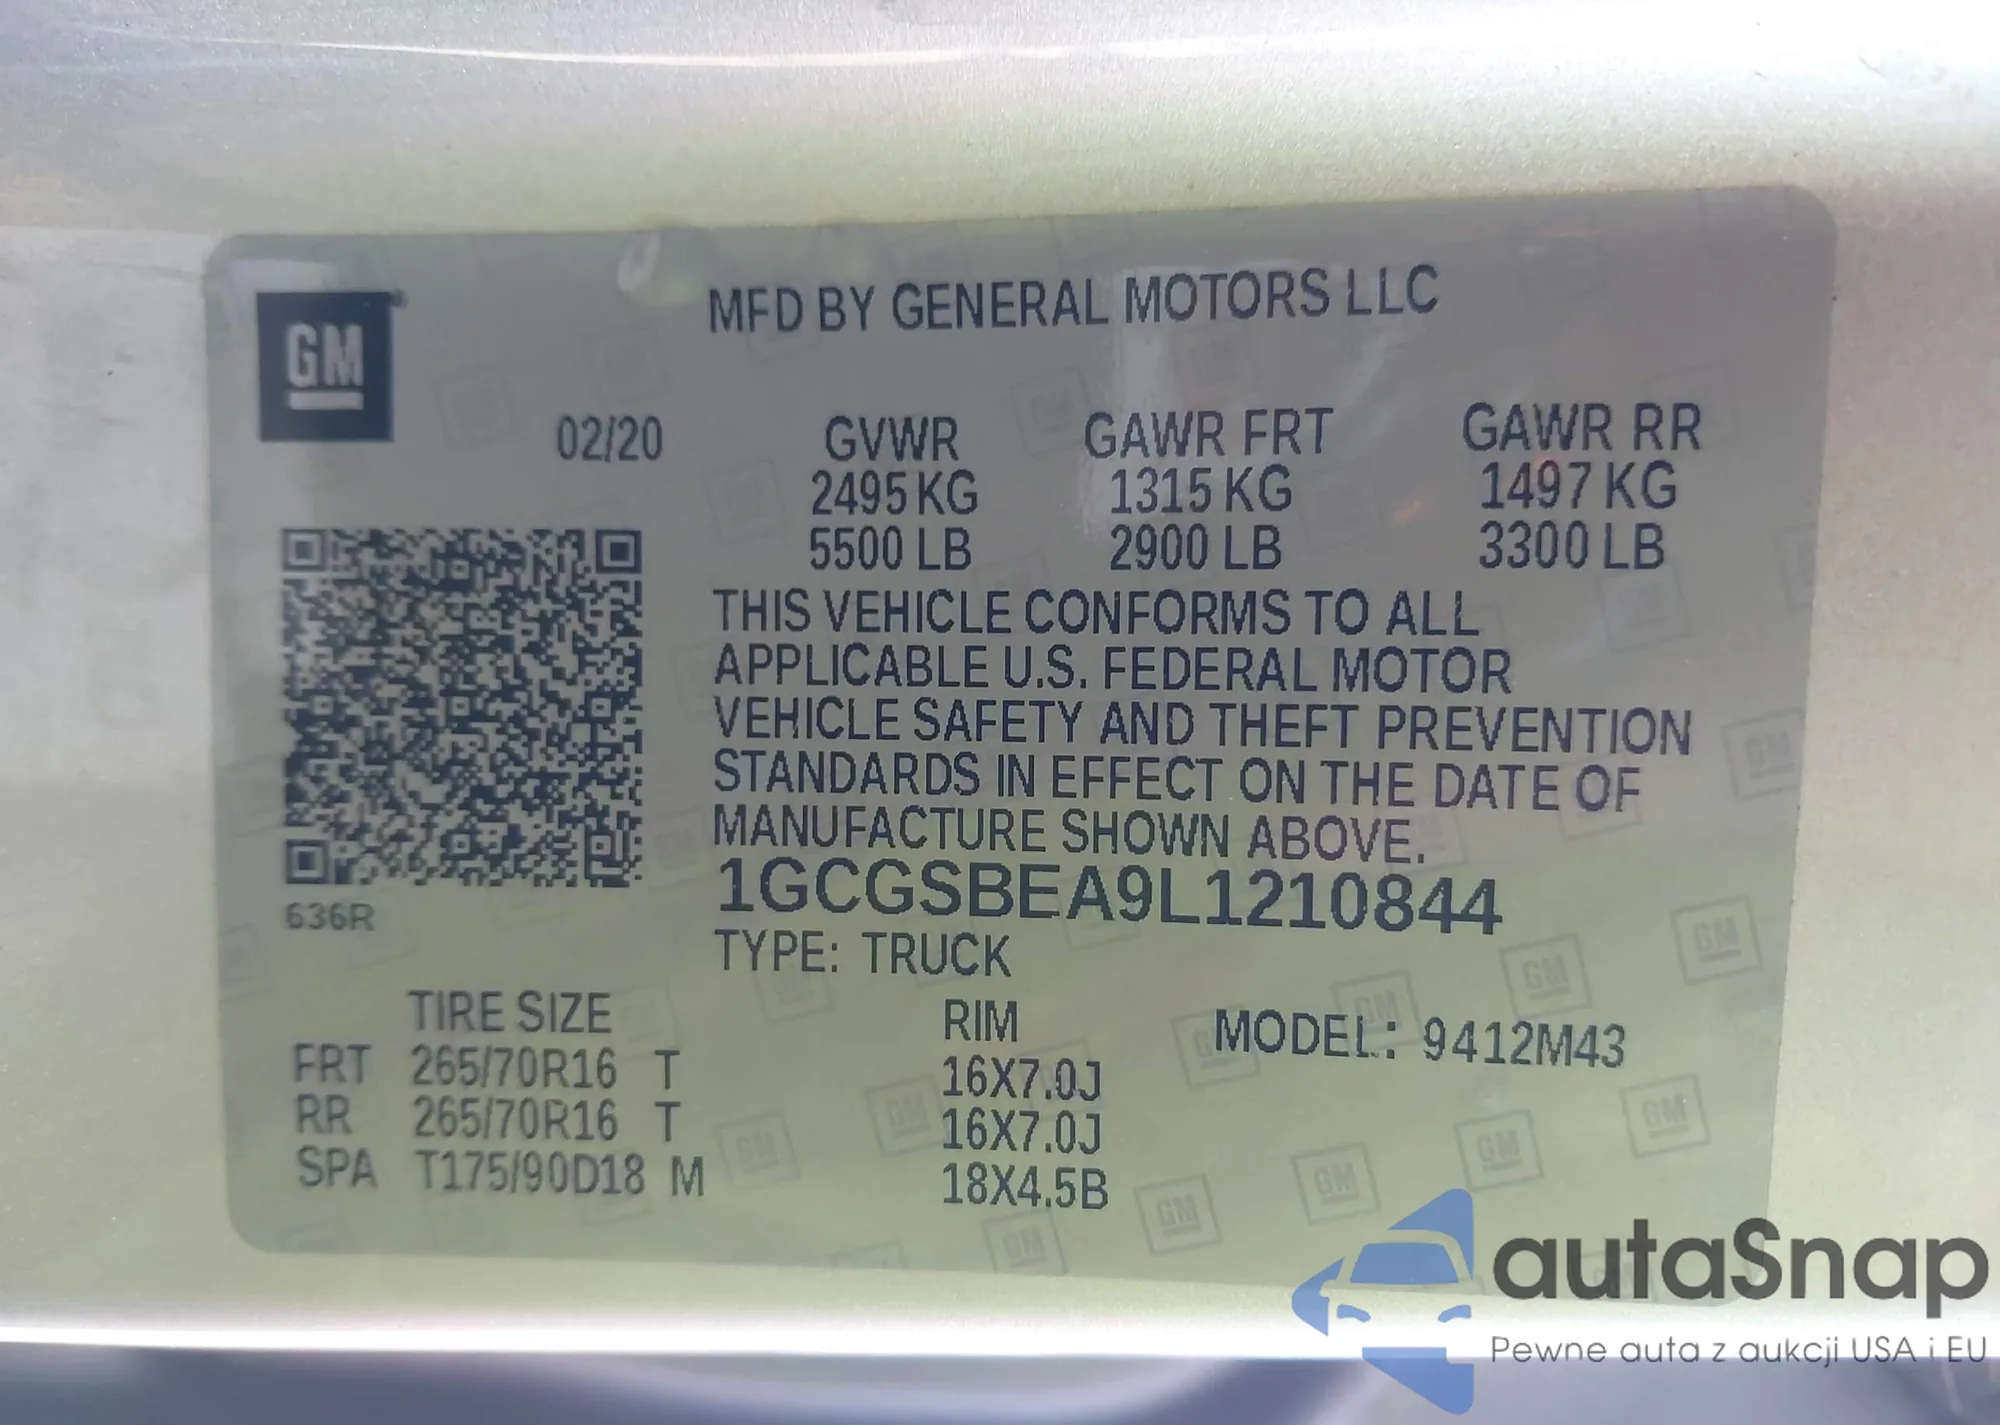 GM
MFD BY GENERAL MOTORS LLC
02/20 GVWR GAWR FRT GAWR RR
2495 KG 1315 KG 1497 KG
5500 LB 2900 LB 3300 LB
THIS VEHICLE CONFORMS TO ALL
APPLICABLE U.S. FEDERAL MOTOR
VEHICLE SAFETY AND THEFT PREVENTION
STANDARDS IN EFFECT ON THE DATE OF
MANUFACTURE SHOWN ABOVE.
1GCGSBEA9L1210844
636R
TYPE: TRUCK
TIRE SIZE RIM MODEL: 9412M43
FRT 265/70R16 T 16X7.0J
RR 265/70R16 T 16X7.0J
SPA T175/90D18 M 18X4.5B
autaSnap
Pewne auta z aukcji USA i EU